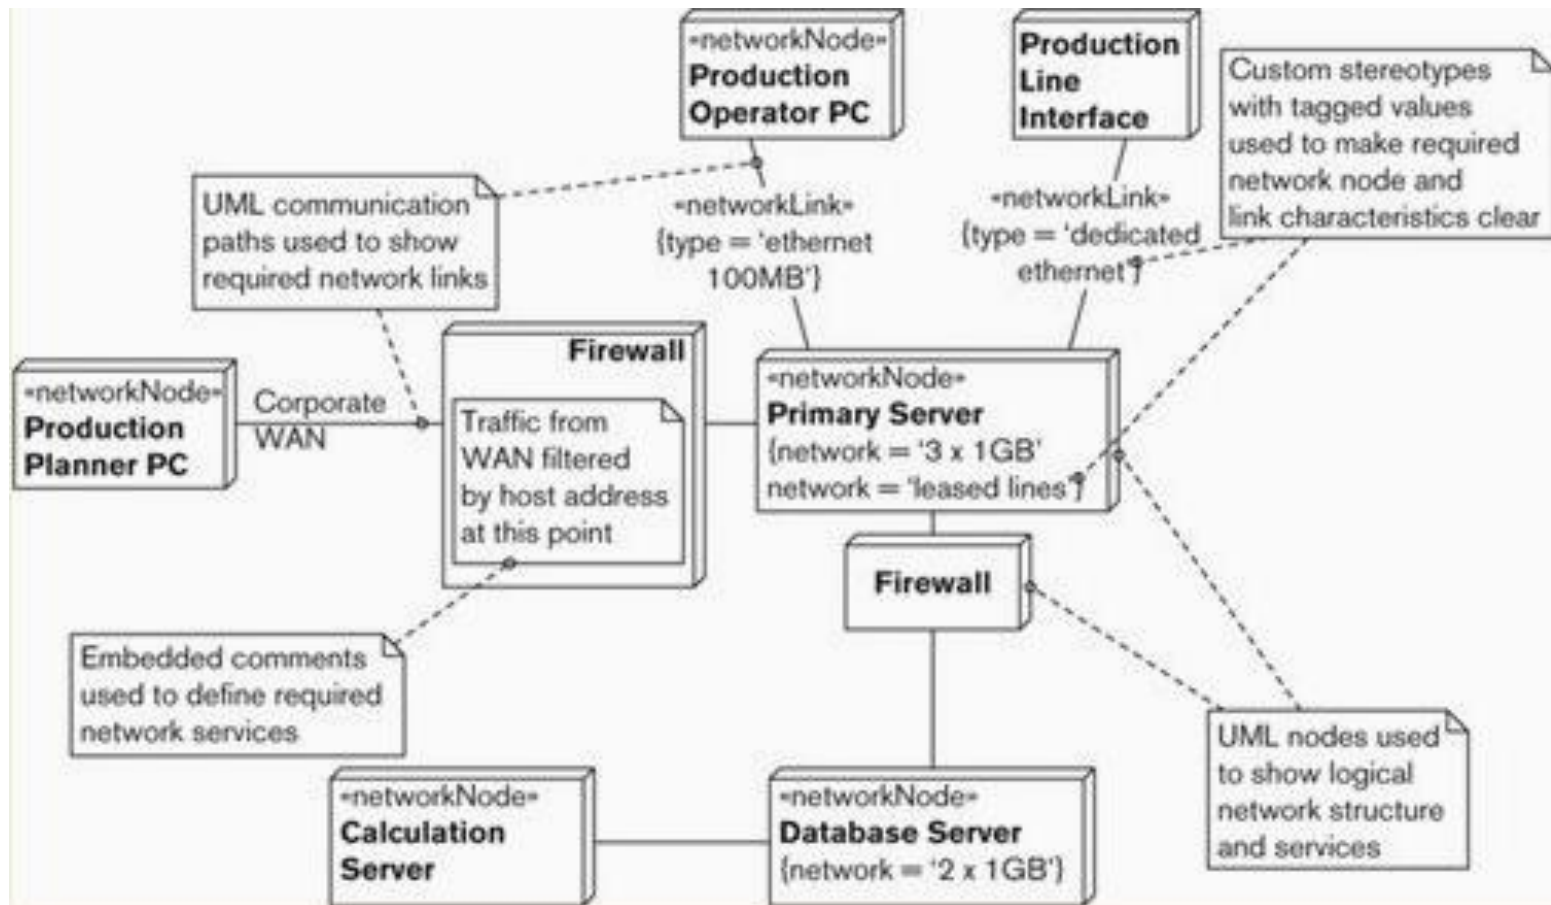 «networkNode»
Production
Operator PC
Production
Line
Interface
Custom stereotypes
with tagged values
used to make required
network node and
link characteristics clear
UML communication
paths used to show
required network links
«networkLink»
{type = ‘ethernet
100MB’}
«networkLink»
{type = ‘dedicated
ethernet’}
«networkNode»
Production
Planner PC
Corporate
WAN
Firewall
Traffic from
WAN filtered
by host address
at this point
«networkNode»
Primary Server
{network = ‘3 x 1GB’
network = ‘leased lines’}
Firewall
Embedded comments
used to define required
network services
UML nodes used
to show logical
network structure
and services
«networkNode»
Calculation
Server
«networkNode»
Database Server
{network = ‘2 x 1GB’}